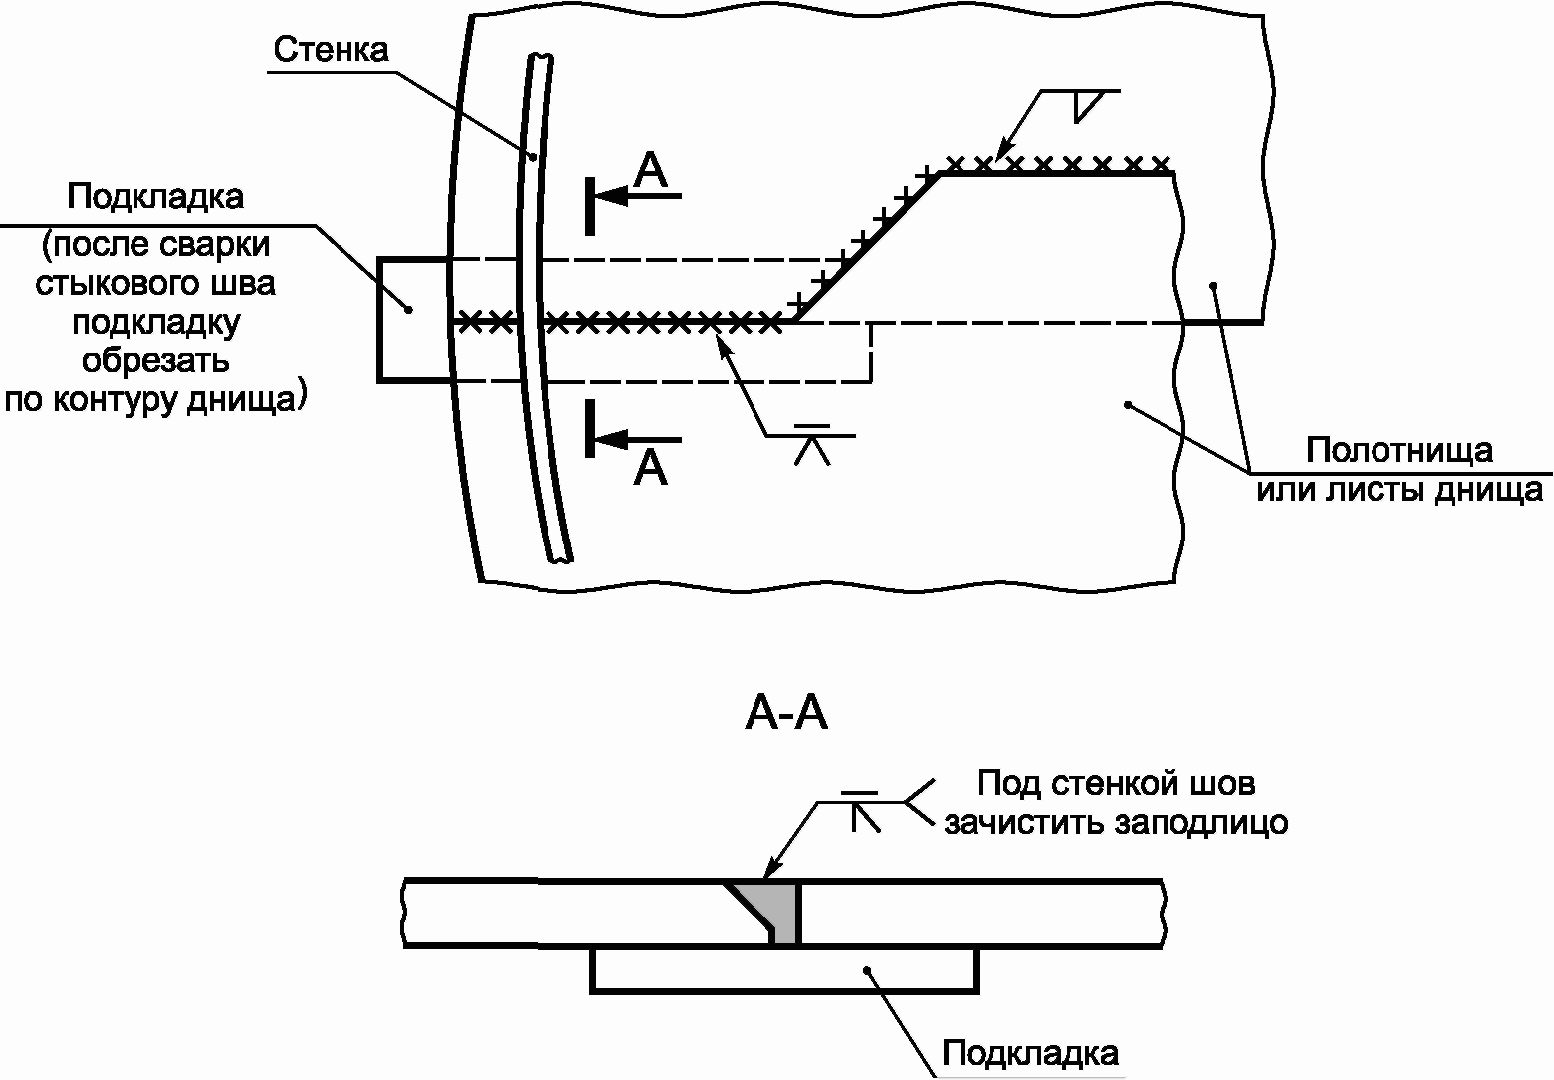 Стенка
А
Подкладка
(после сварки
стыкового шва
подкладку
обрезать
по контуру днища)
А
Полотнища
или листы днища
А-А
Под стенкой шов
зачистить заподлицо
Подкладка